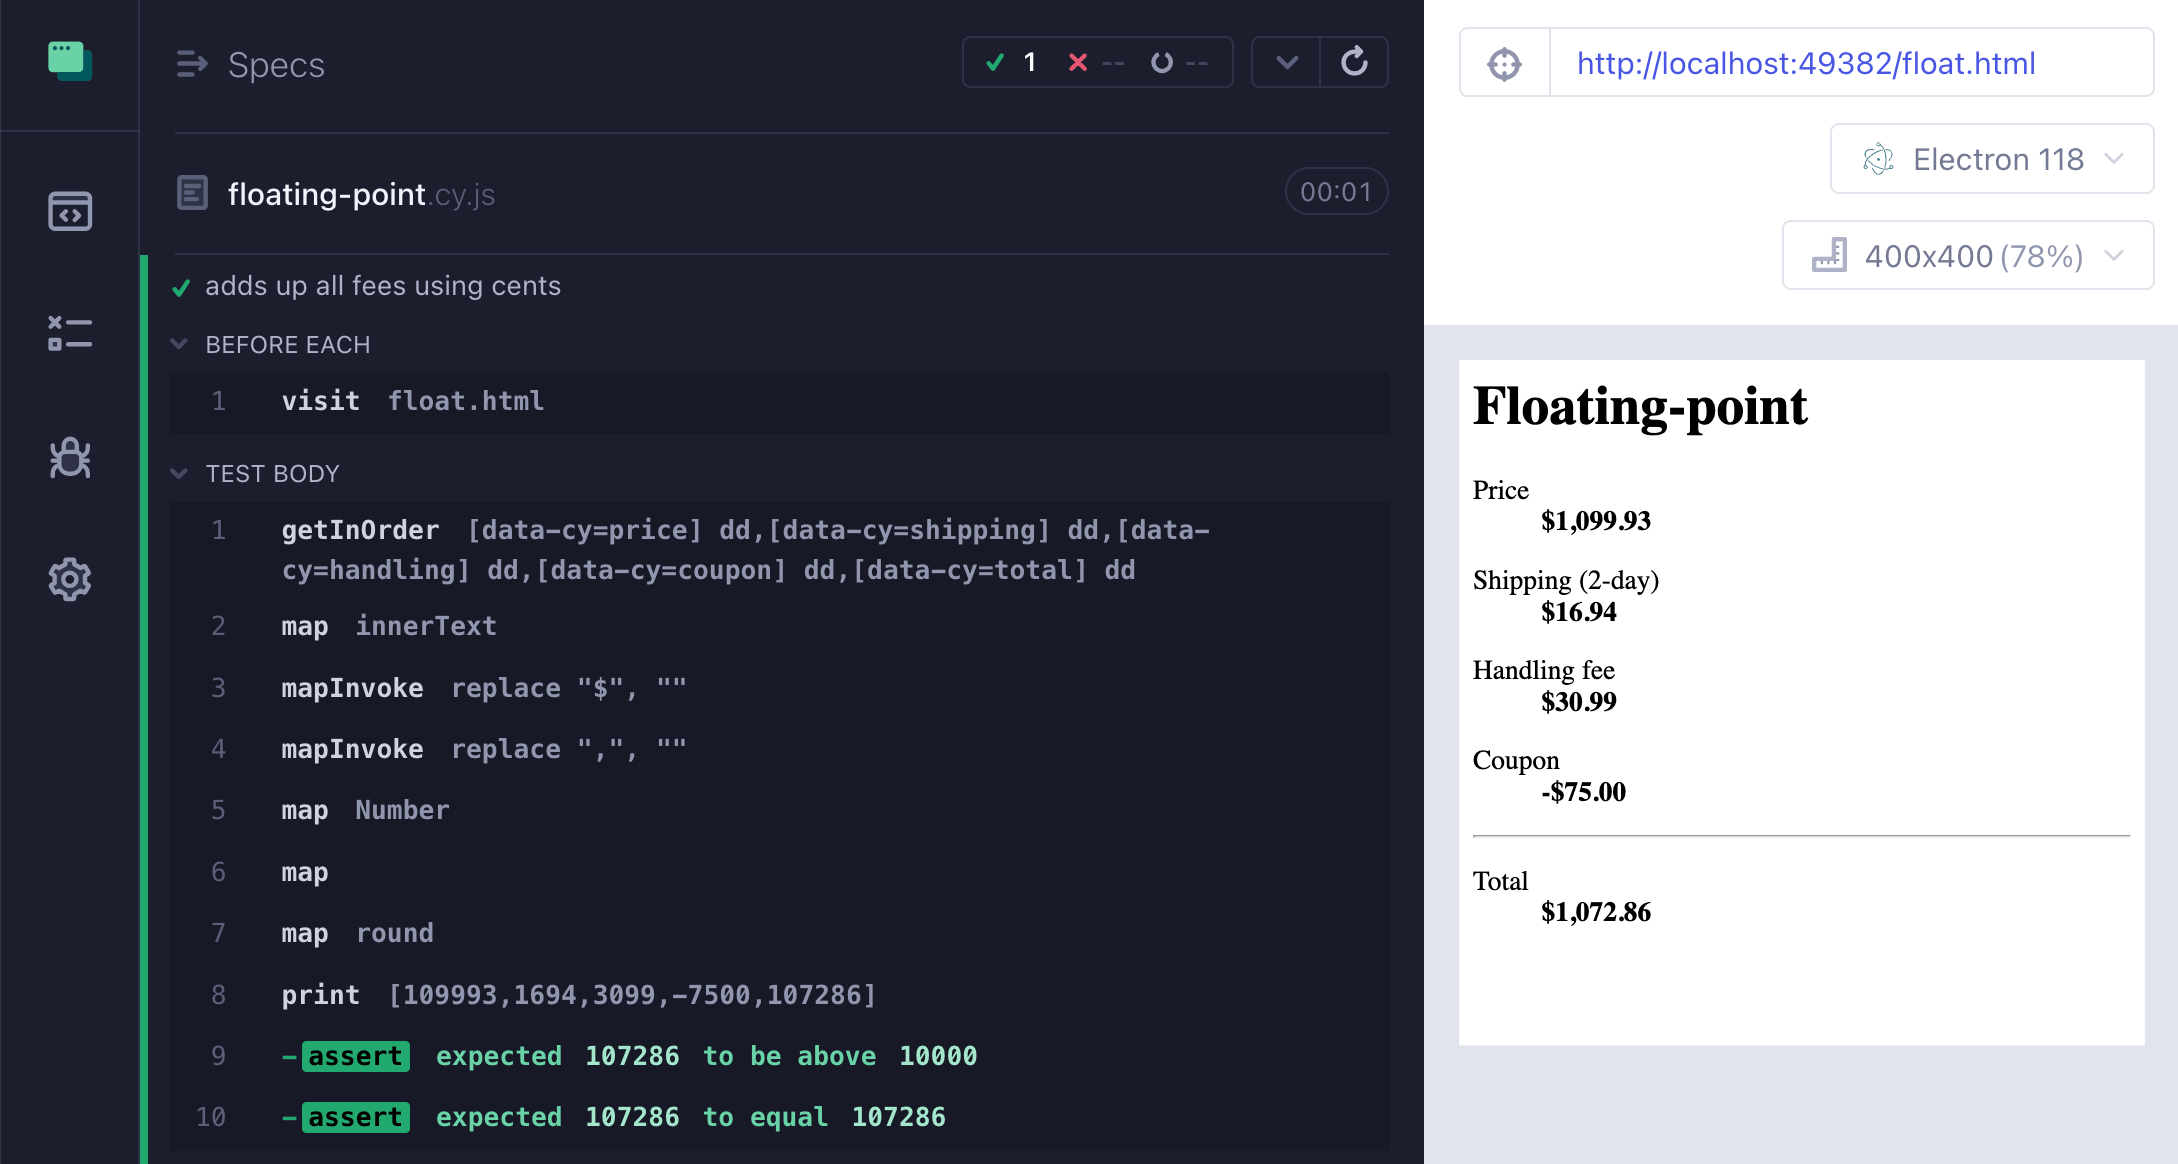 Specs
1 -- --
floating-point.cy.js 00:01
adds up all fees using cents
BEFORE EACH
1 visit float.html
TEST BODY
1 getInOrder [data-cy=price] dd,[data-cy=shipping] dd,[data-
cy=handling] dd,[data-cy=coupon] dd,[data-cy=total] dd
2 map innerText
3 mapInvoke replace "$", ""
4 mapInvoke replace ",", ""
5 map Number
6 map
7 map round
8 print [109993,1694,3099,-7500,107286]
9 -assert expected 107286 to be above 10000
10 -assert expected 107286 to equal 107286
http://localhost:49382/float.html
Electron 118
400x400 (78%)
Floating-point
Price
$1,099.93
Shipping (2-day)
$16.94
Handling fee
$30.99
Coupon
-$75.00
Total
$1,072.86